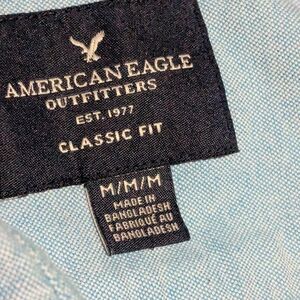 AMERICAN EAGLE
OUTFITTERS
EST. 1977
CLASSIC FIT
M/M/M
MADE IN
BANGLADESH
FABRIQUÉ AU
BANGLADESH